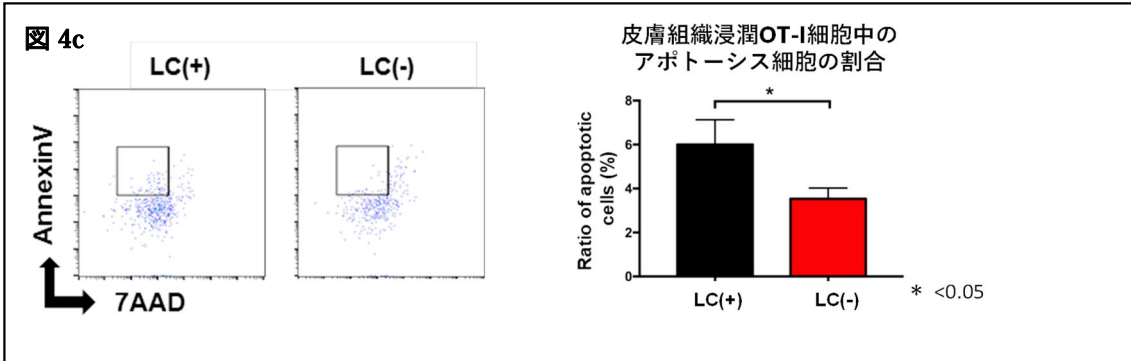 図 4c
LC(+)
LC(-)
AnnexinV
7AAD
皮膚組織浸潤OT-I細胞中の
アポトーシス細胞の割合
Ratio of apoptotic
cells (%)
8
6
4
2
0
*
LC(+)
LC(-)
* <0.05